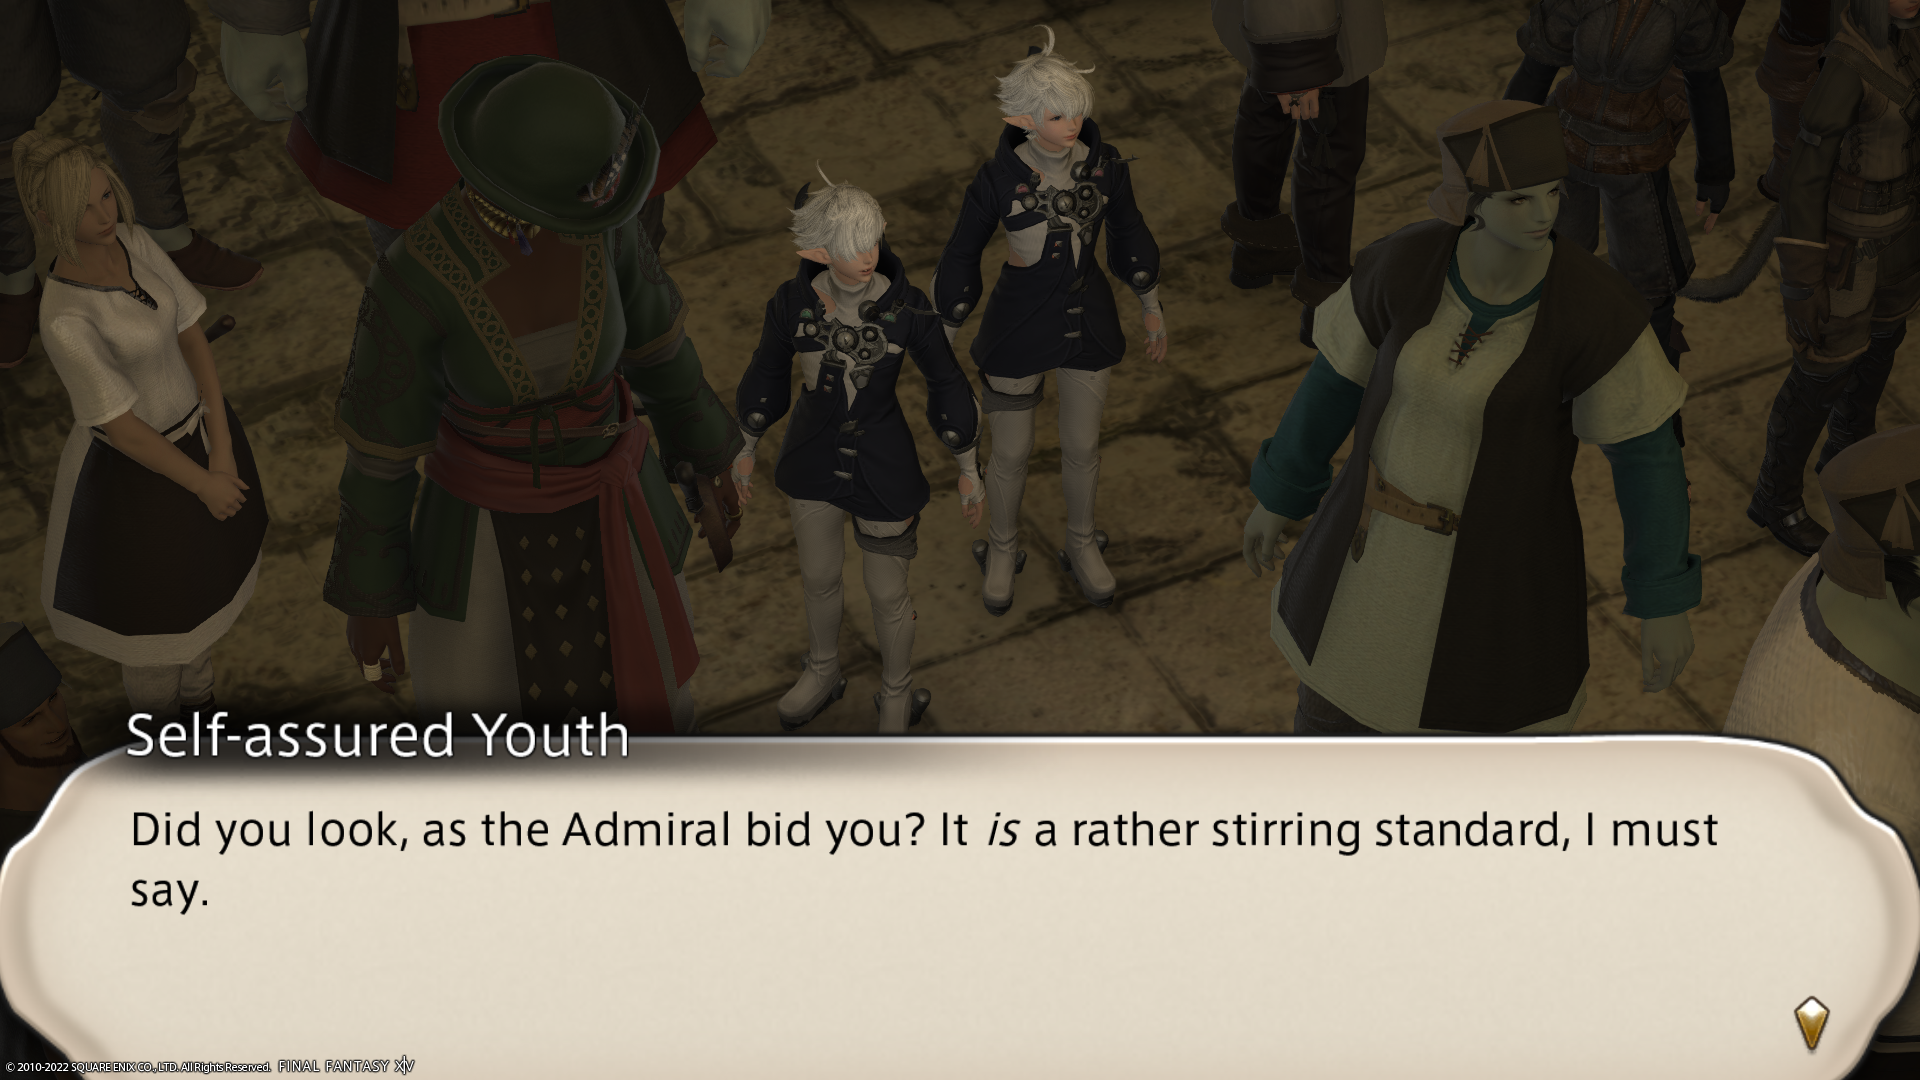 Self-assured Youth
Did you look, as the Admiral bid you? It is a rather stirring standard, I must
say.
© 2010-2022 SQUARE ENIX CO., LTD. All Rights Reserved. FINAL FANTASY XIV